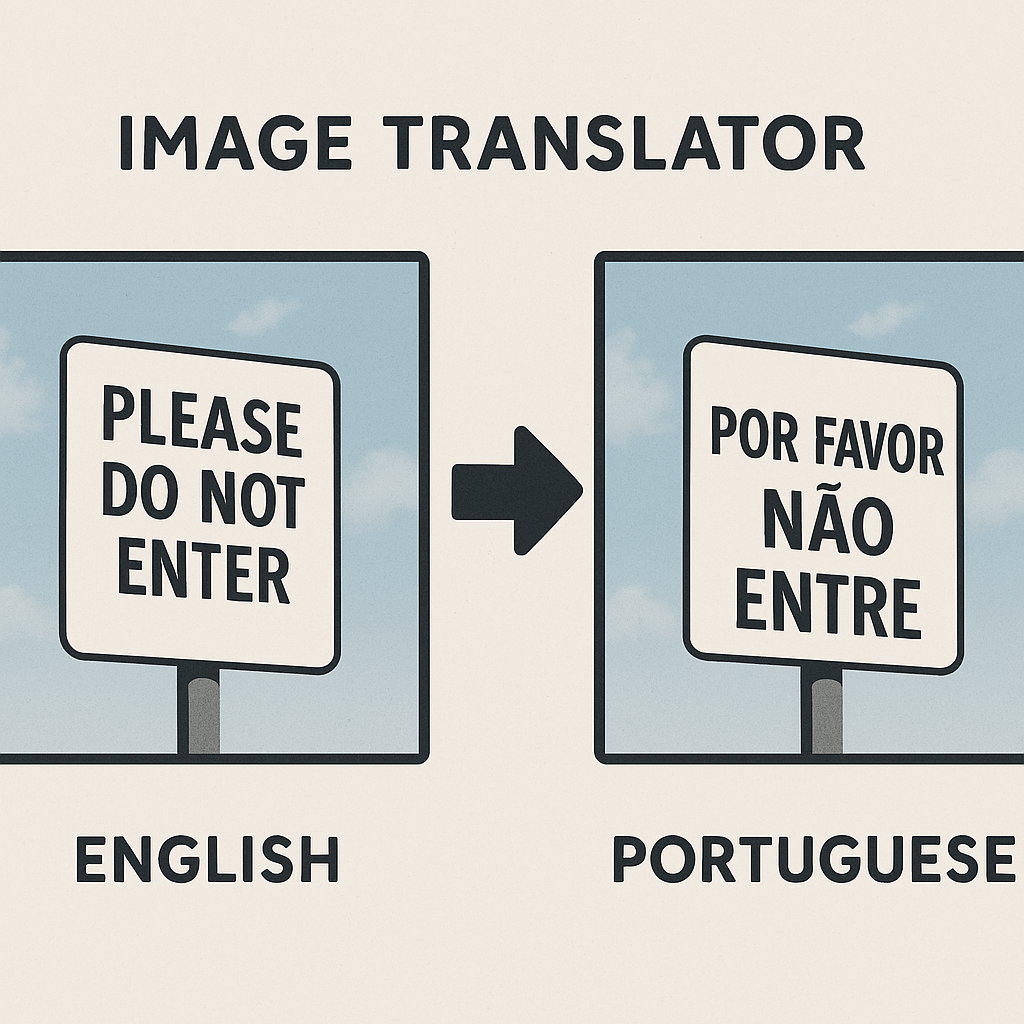 IMAGE TRANSLATOR
PLEASE
DO NOT
ENTER
POR FAVOR
NÃO
ENTRE
ENGLISH
PORTUGUESE